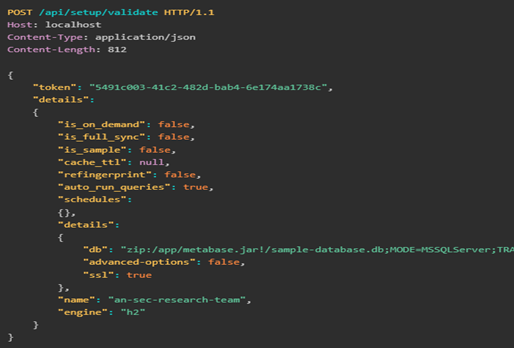 POST /api/setup/validate HTTP/1.1
Host: localhost
Content-Type: application/json
Content-Length: 812
{
"token": "5491c003-41c2-482d-bab4-6e174aa1738c",
"details":
{
"is_on_demand": false,
"is_full_sync": false,
"is_sample": false,
"cache_ttl": null,
"refingerprint": false,
"auto_run_queries": true,
"schedules":
{},
"details":
{
"db": "zip:/app/metabase.jar!/sample-database.db;MODE=MSSQLServer;TRA
"advanced-options": false,
"ssl": true
},
"name": "an-sec-research-team",
"engine": "h2"
}
}